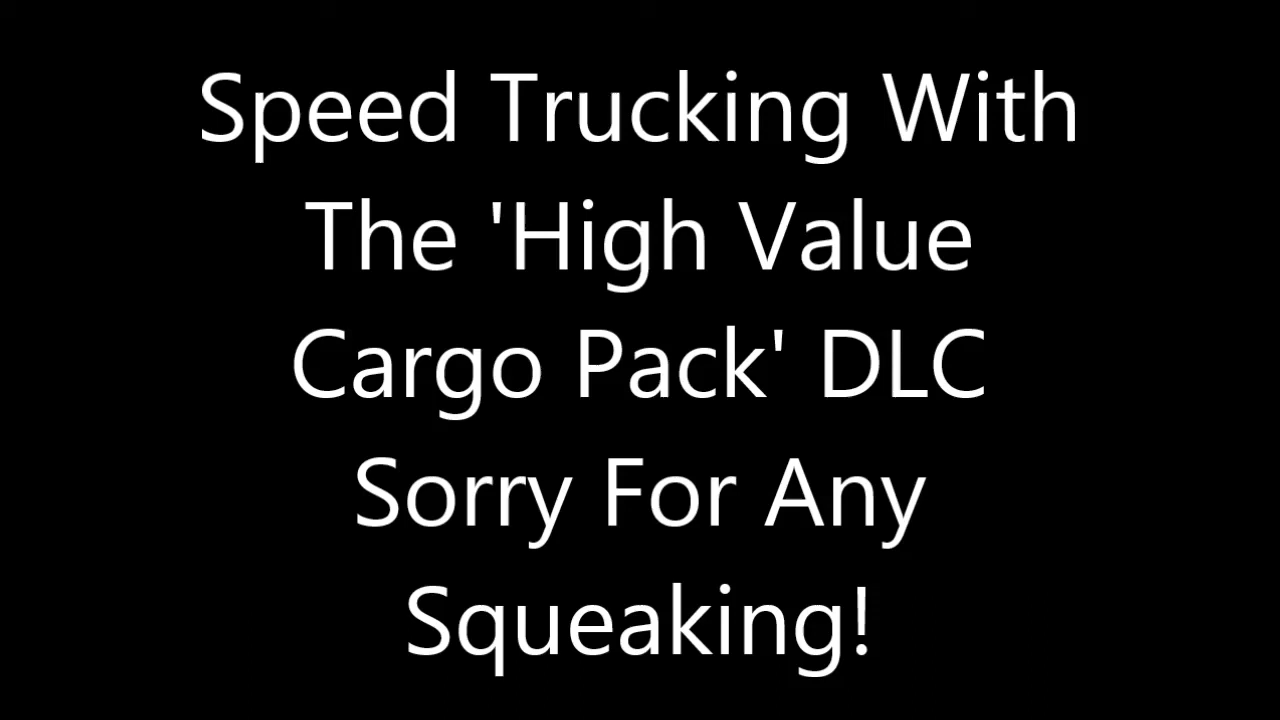 Speed Trucking With
The 'High Value
Cargo Pack' DLC
Sorry For Any
Squeaking!